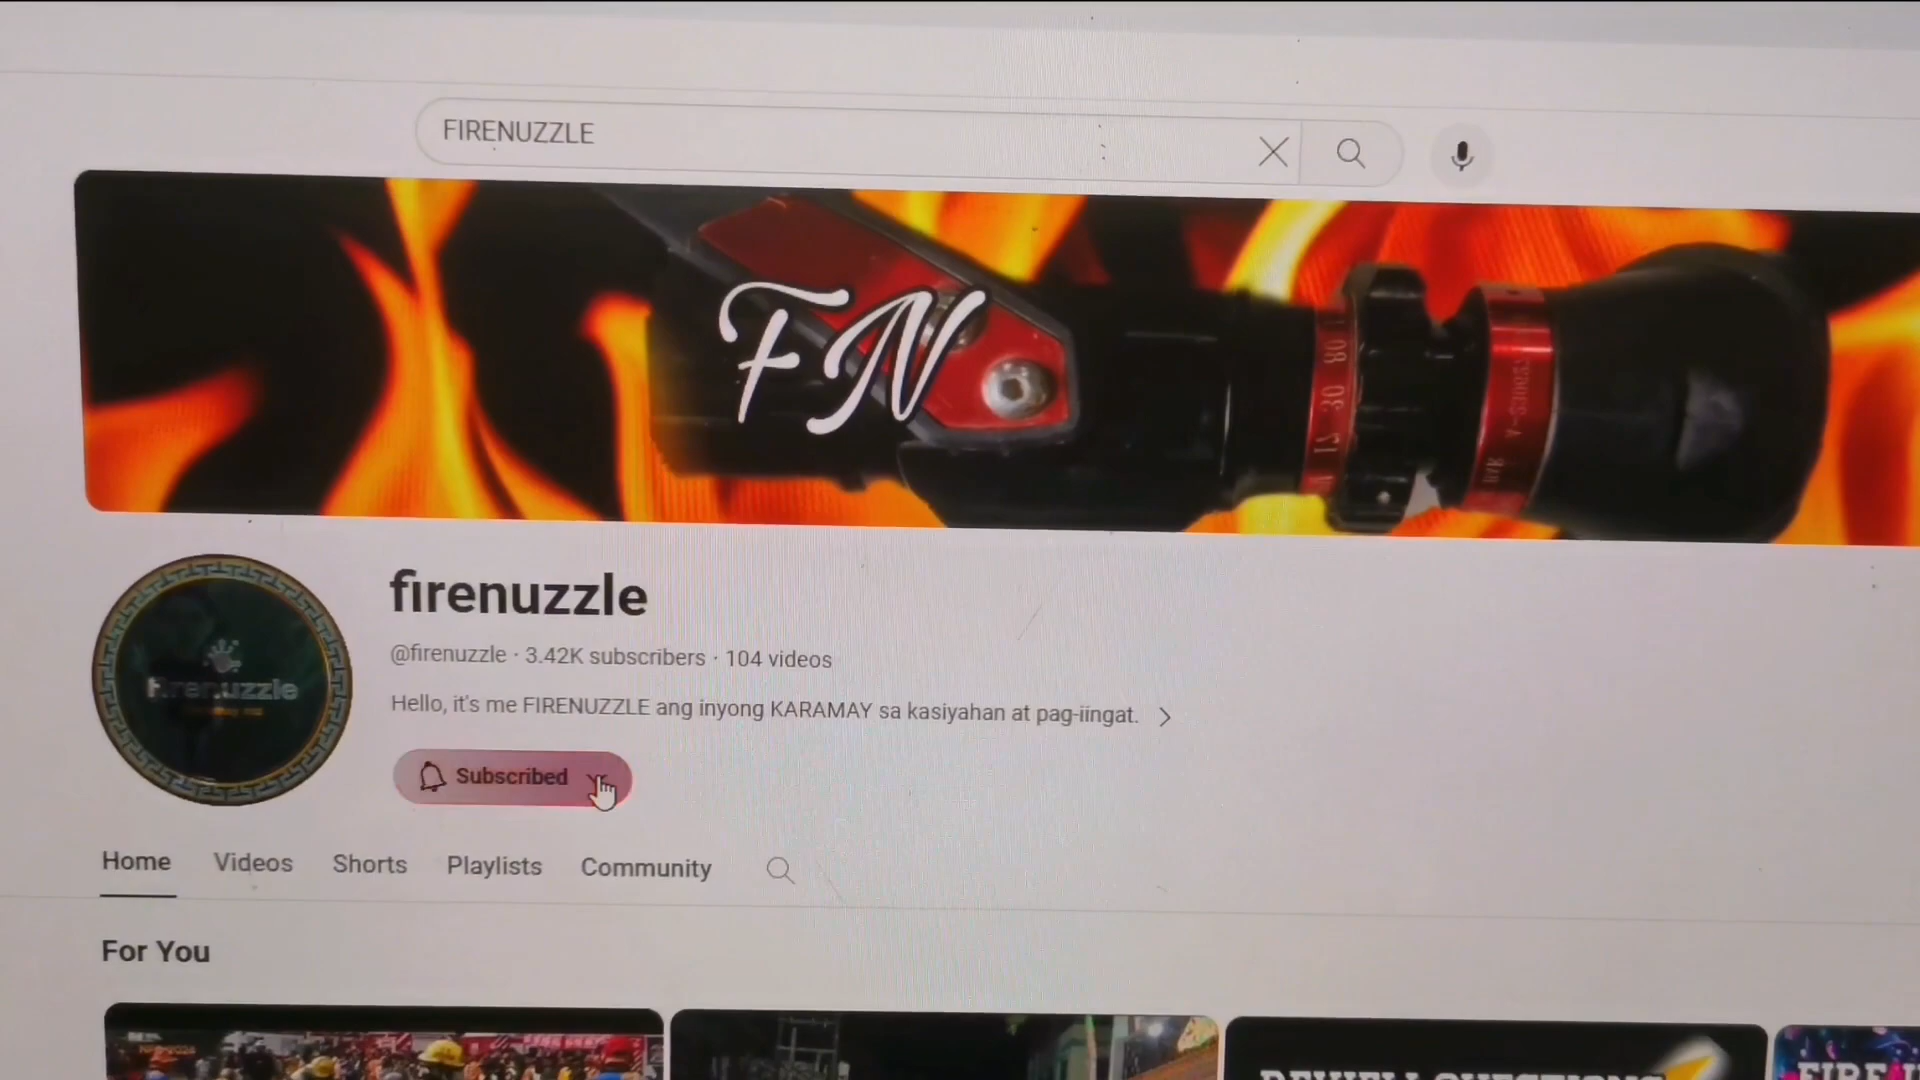 FIRENUZZLE
FN
firenuzzle
@firenuzzle · 3.42K subscribers · 104 videos
firenuzzle
Hello, it's me FIRENUZZLE ang inyong KARAMAY sa kasiyahan at pag-iingat.
Subscribed
Home Videos Shorts Playlists Community
For You